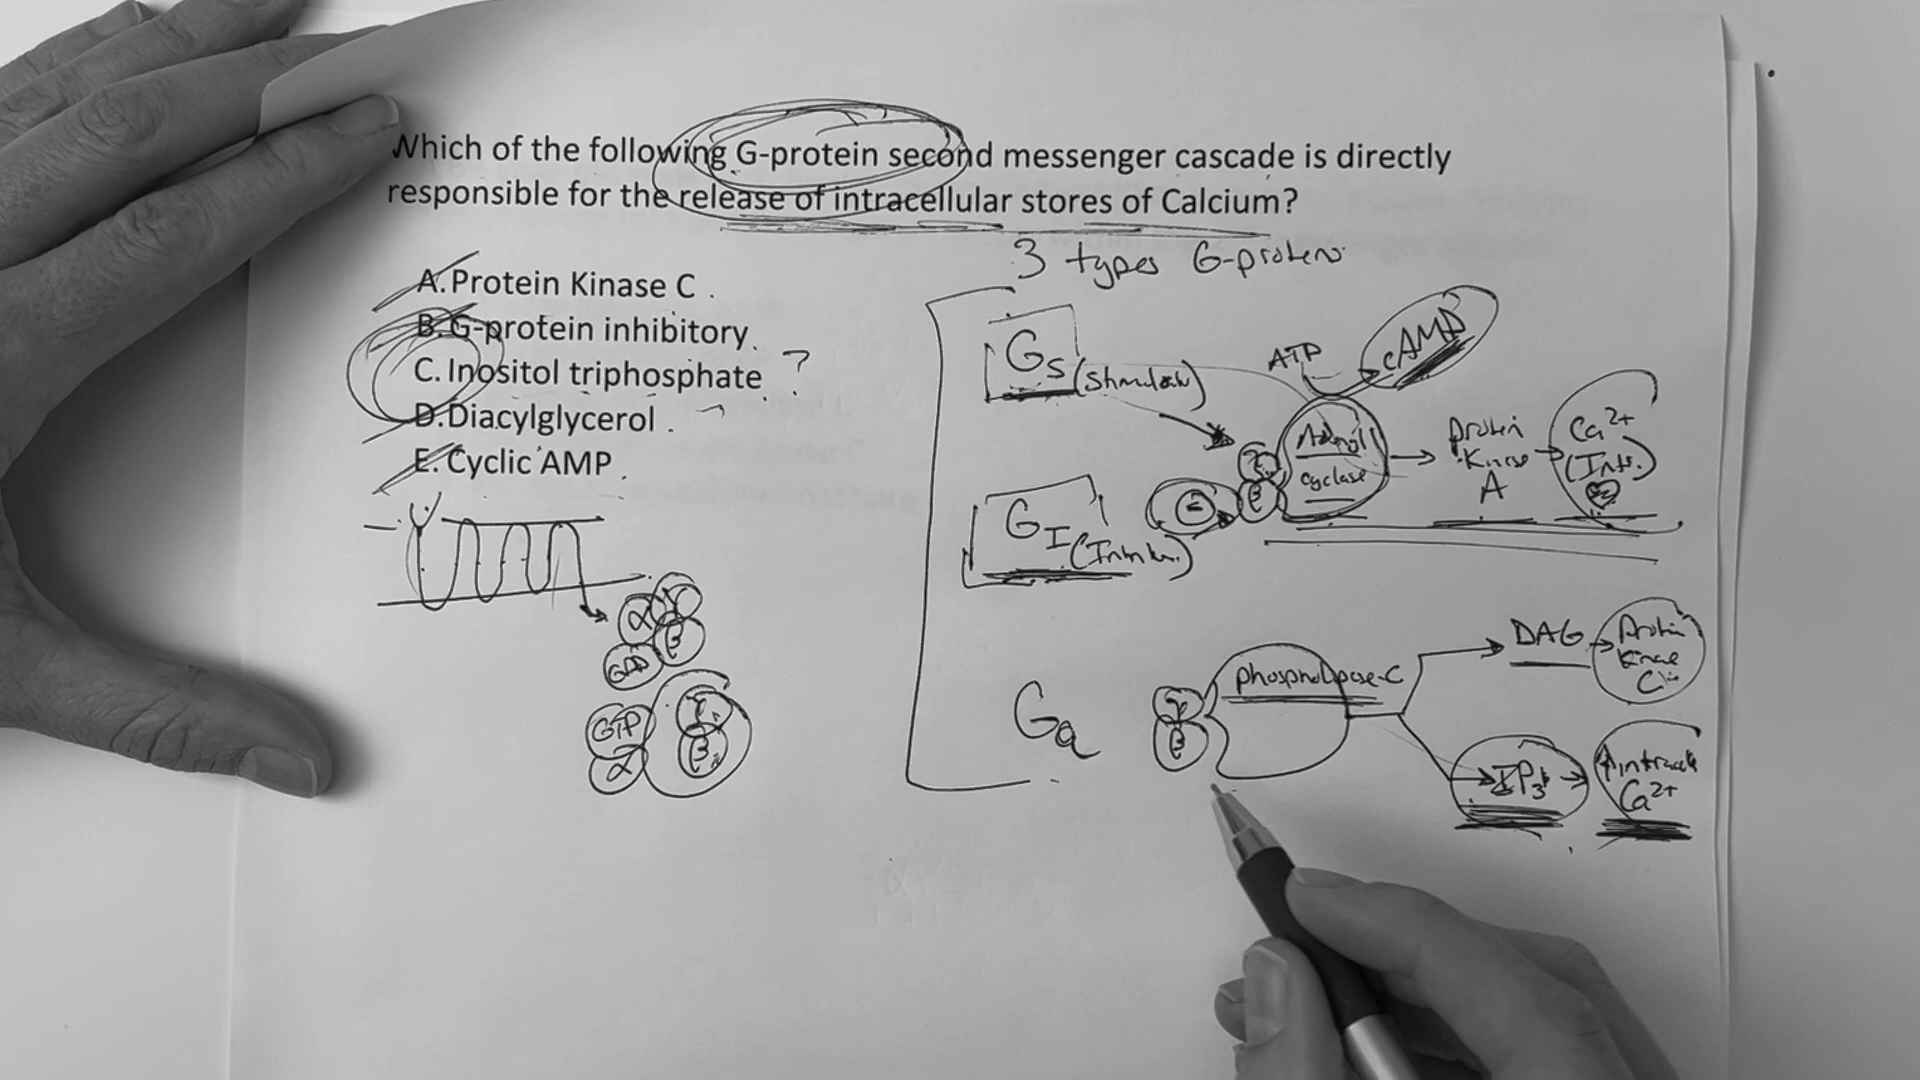 Which of the following G-protein second messenger cascade is directly
responsible for the release of intracellular stores of Calcium?
A. Protein Kinase C .
B. G-protein inhibitory.
C. Inositol triphosphate ?
D. Diacylglycerol .
E. Cyclic AMP .
3 types G-proteins
GS
ATP
cAMP
cyclase
Protein
Kinase
A
Ca2+
γ
β
GI
α
γ
β
GTP
α
γ
β
Gq
γ
β
phospholipase-C
DAG
Protein
Kinase
C
IP3
Ca2+